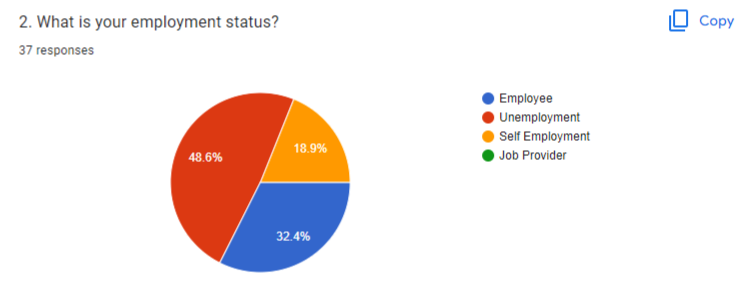 2. What is your employment status?
Copy
37 responses
Employee
Unemployment
Self Employment
Job Provider
48.6%
18.9%
32.4%